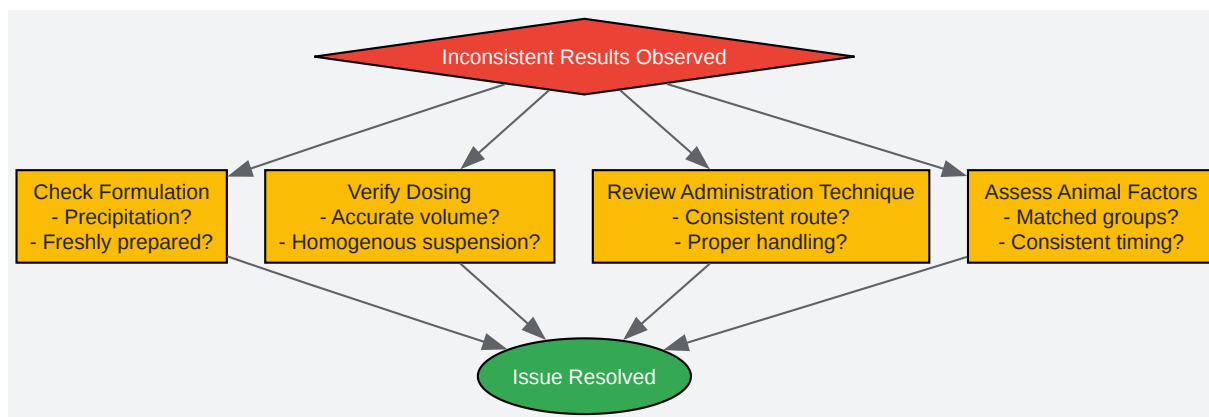 Inconsistent Results Observed
Check Formulation
- Precipitation?
- Freshly prepared?
Verify Dosing
- Accurate volume?
- Homogenous suspension?
Review Administration Technique
- Consistent route?
- Proper handling?
Assess Animal Factors
- Matched groups?
- Consistent timing?
Issue Resolved